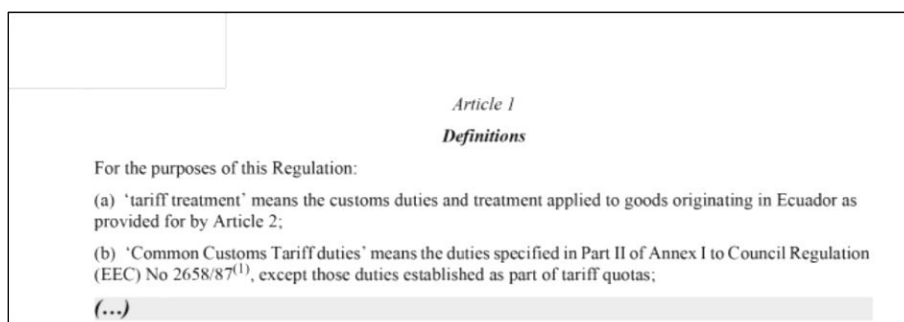 Article 1
Definitions
For the purposes of this Regulation:
(a) ‘tariff treatment’ means the customs duties and treatment applied to goods originating in Ecuador as
provided for by Article 2;
(b) ‘Common Customs Tariff duties’ means the duties specified in Part II of Annex I to Council Regulation
(EEC) No 2658/87(1), except those duties established as part of tariff quotas;
(...)